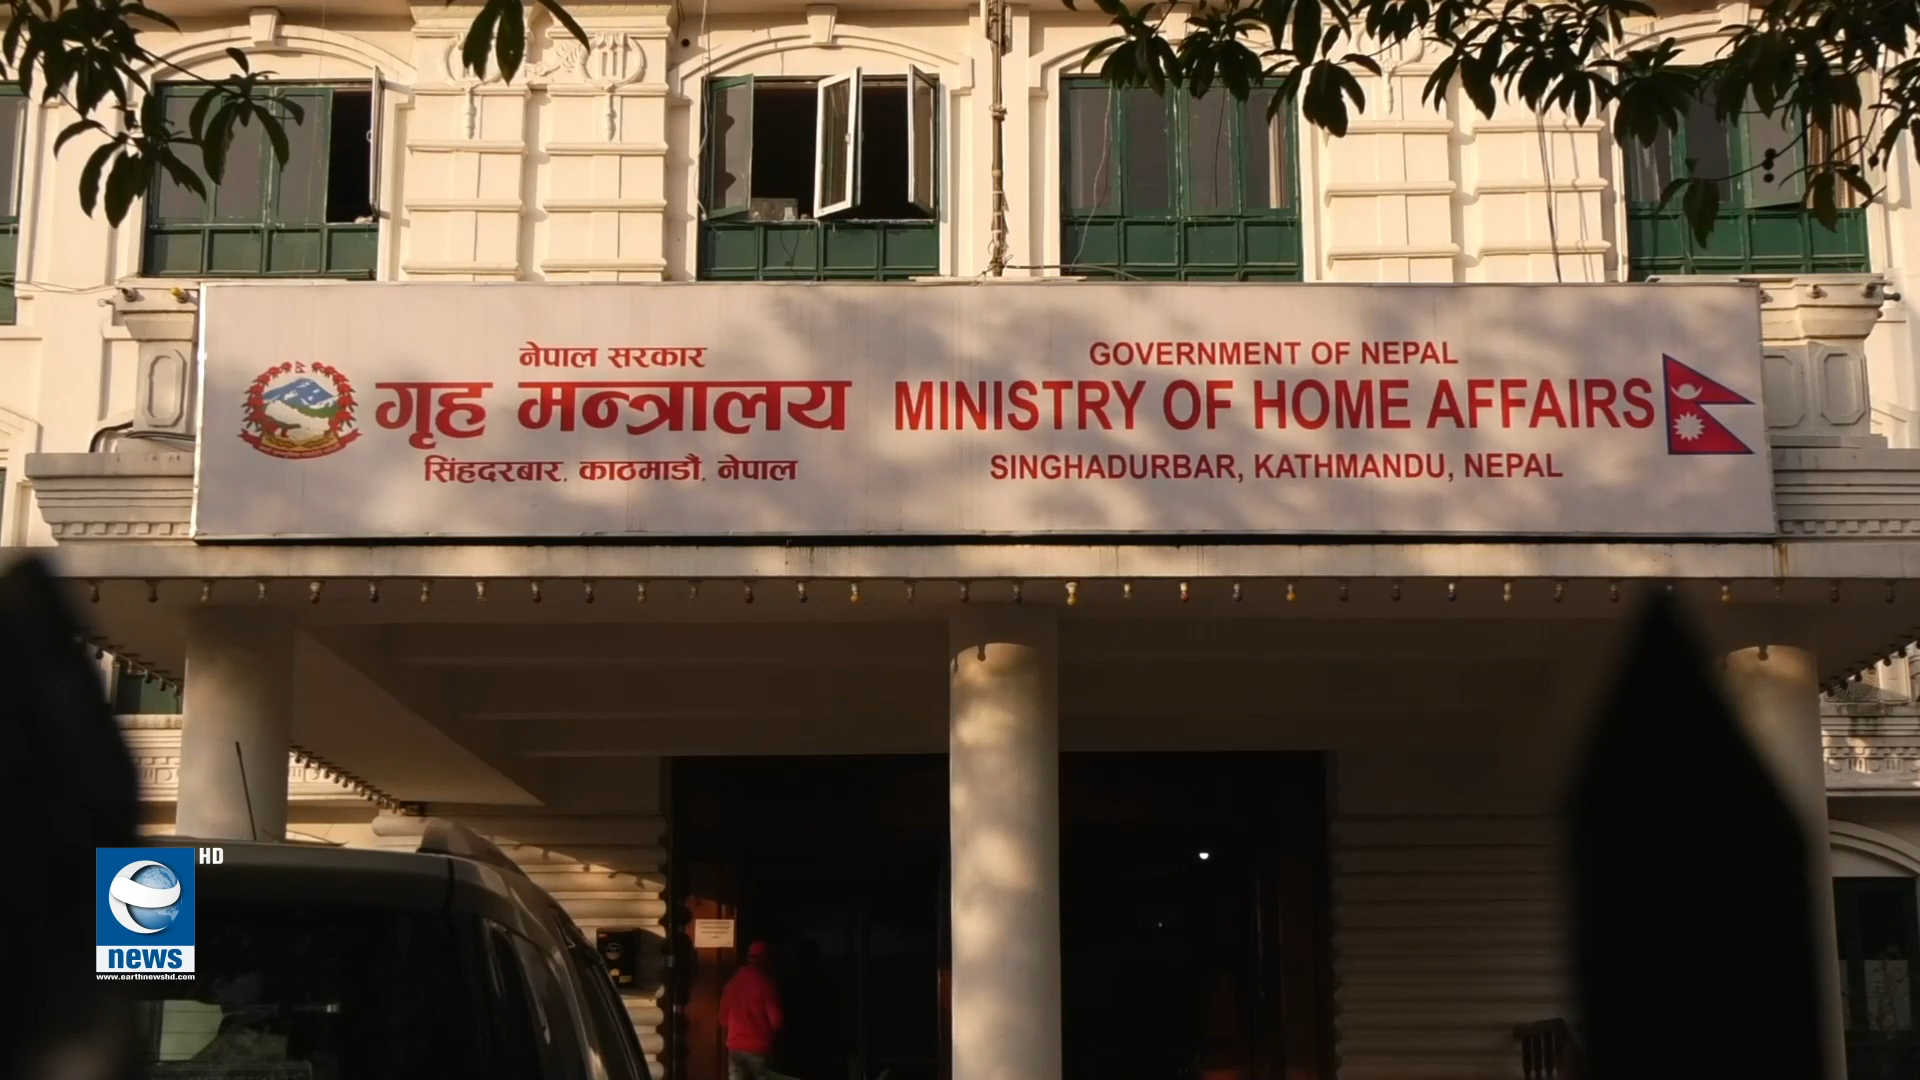 नेपाल सरकार
गृह मन्त्रालय
सिंहदरबार, काठमाडौं, नेपाल
GOVERNMENT OF NEPAL
MINISTRY OF HOME AFFAIRS
SINGHADURBAR, KATHMANDU, NEPAL
HD
news
www.earthnewshd.com